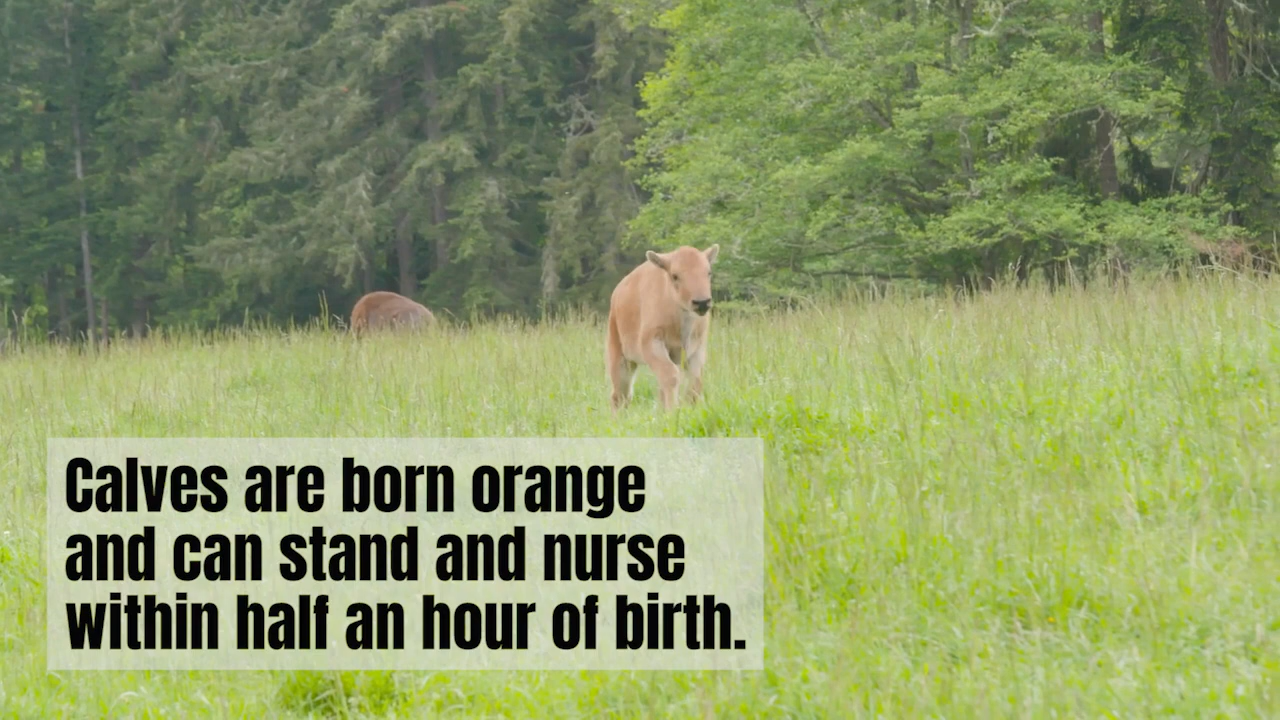 Calves are born orange
and can stand and nurse
within half an hour of birth.